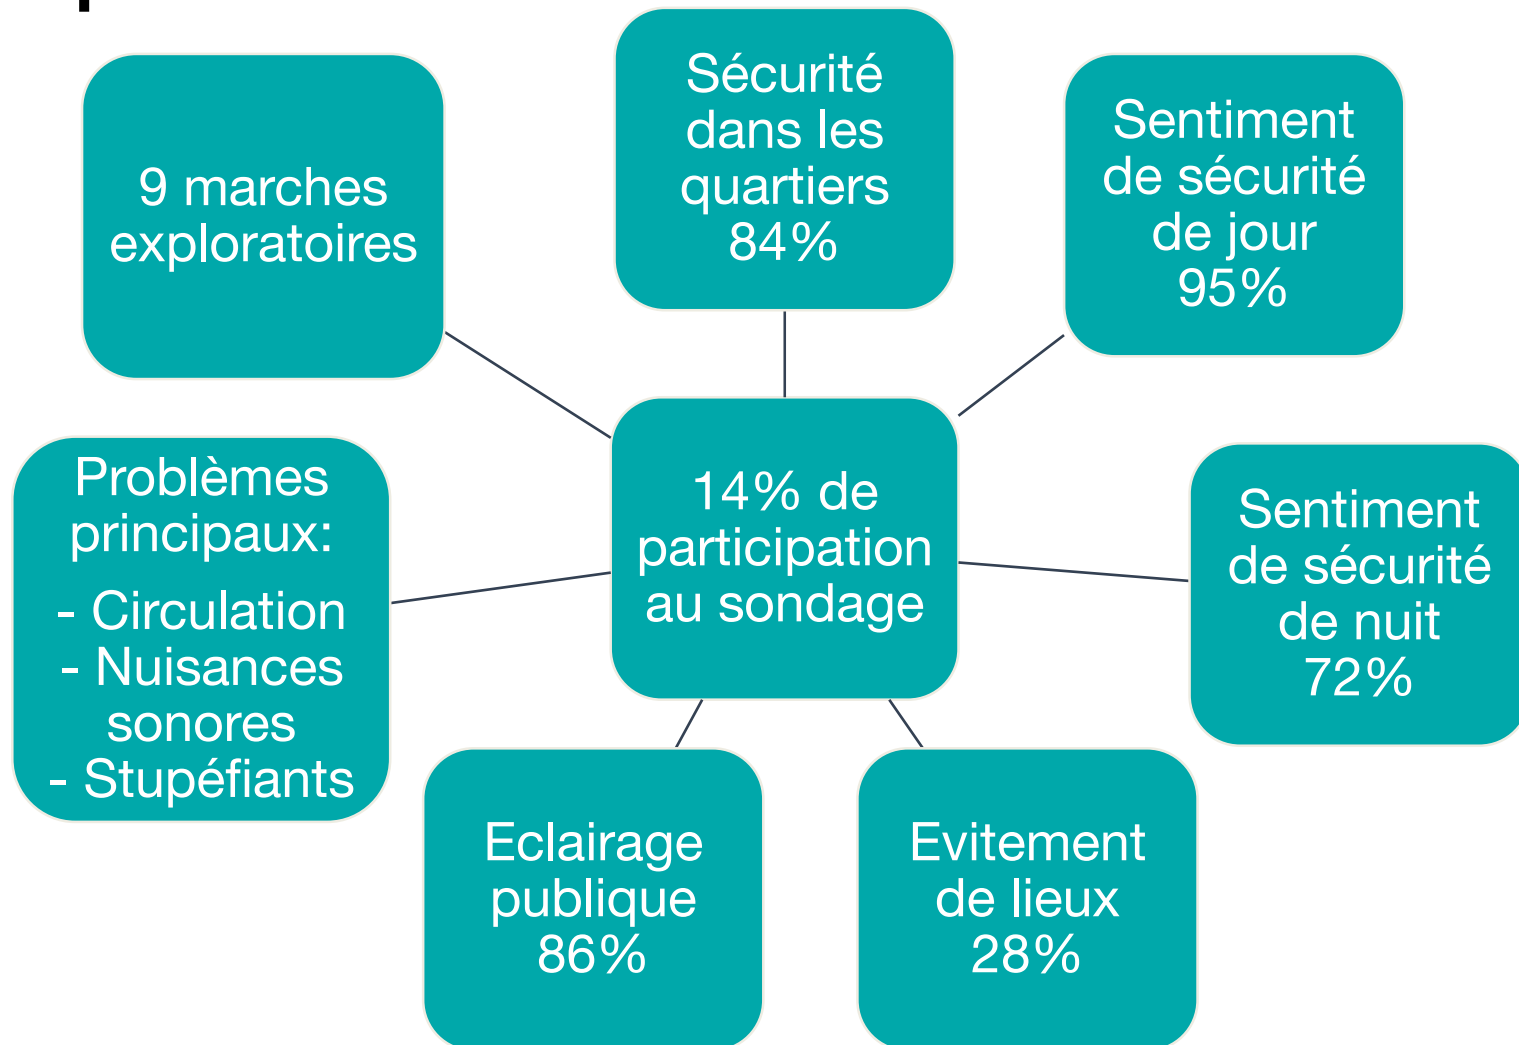 9 marches
exploratoires
Sécurité
dans les
quartiers
84%
Sentiment
de sécurité
de jour
95%
Problèmes
principaux:
- Circulation
- Nuisances
sonores
- Stupéfiants
14% de
participation
au sondage
Sentiment
de sécurité
de nuit
72%
Eclairage
publique
86%
Evitement
de lieux
28%